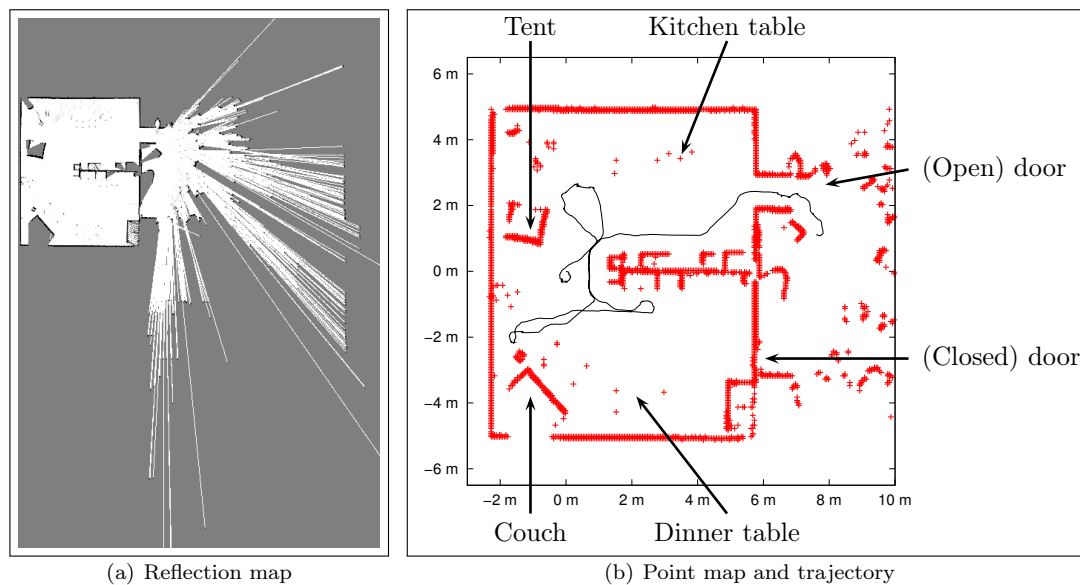 Tent
Kitchen table
6 m
4 m
2 m
0 m
−2 m
−4 m
−6 m
−2 m
0 m
2 m
4 m
6 m
8 m
10 m
(Open) door
(Closed) door
Couch
Dinner table
(a) Reflection map
(b) Point map and trajectory